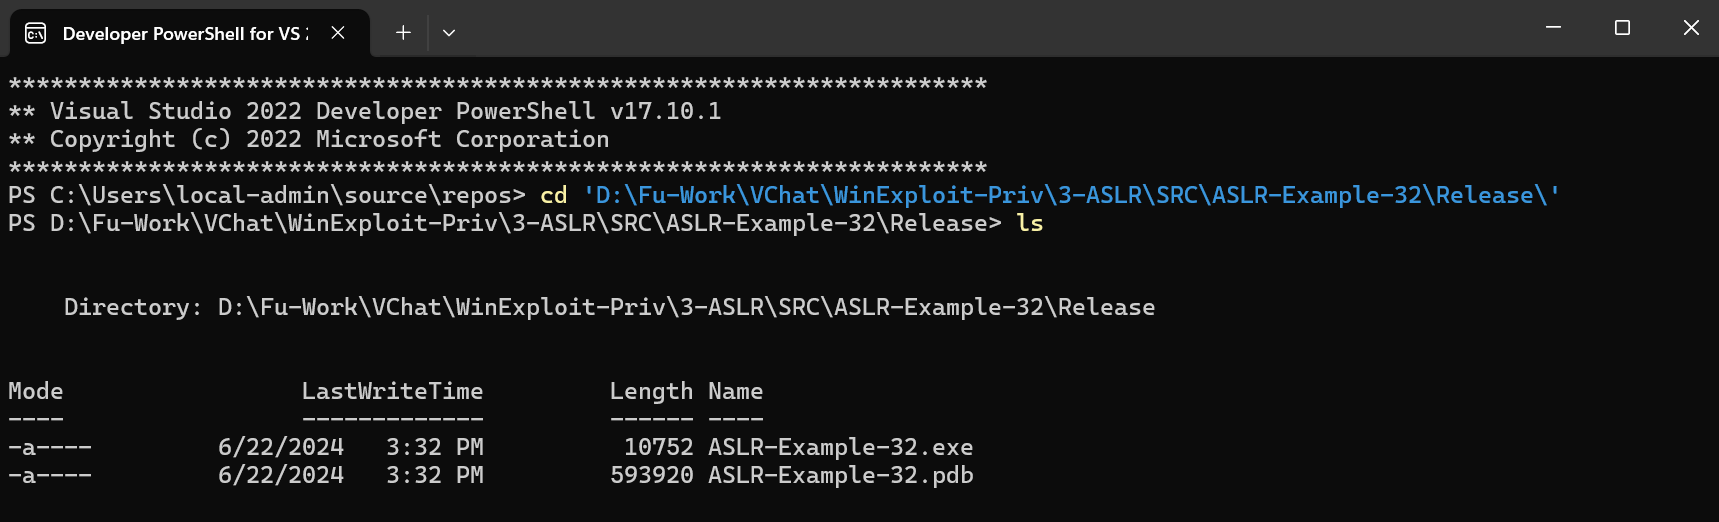 Developer PowerShell for VS
**********************************************************************
** Visual Studio 2022 Developer PowerShell v17.10.1
** Copyright (c) 2022 Microsoft Corporation
**********************************************************************
PS C:\Users\local-admin\source\repos> cd 'D:\Fu-Work\VChat\WinExploit-Priv\3-ASLR\SRC\ASLR-Example-32\Release\'
PS D:\Fu-Work\VChat\WinExploit-Priv\3-ASLR\SRC\ASLR-Example-32\Release> ls
Directory: D:\Fu-Work\VChat\WinExploit-Priv\3-ASLR\SRC\ASLR-Example-32\Release
Mode                 LastWriteTime         Length Name
----                 -------------         ------ ----
-a----         6/22/2024   3:32 PM          10752 ASLR-Example-32.exe
-a----         6/22/2024   3:32 PM         593920 ASLR-Example-32.pdb